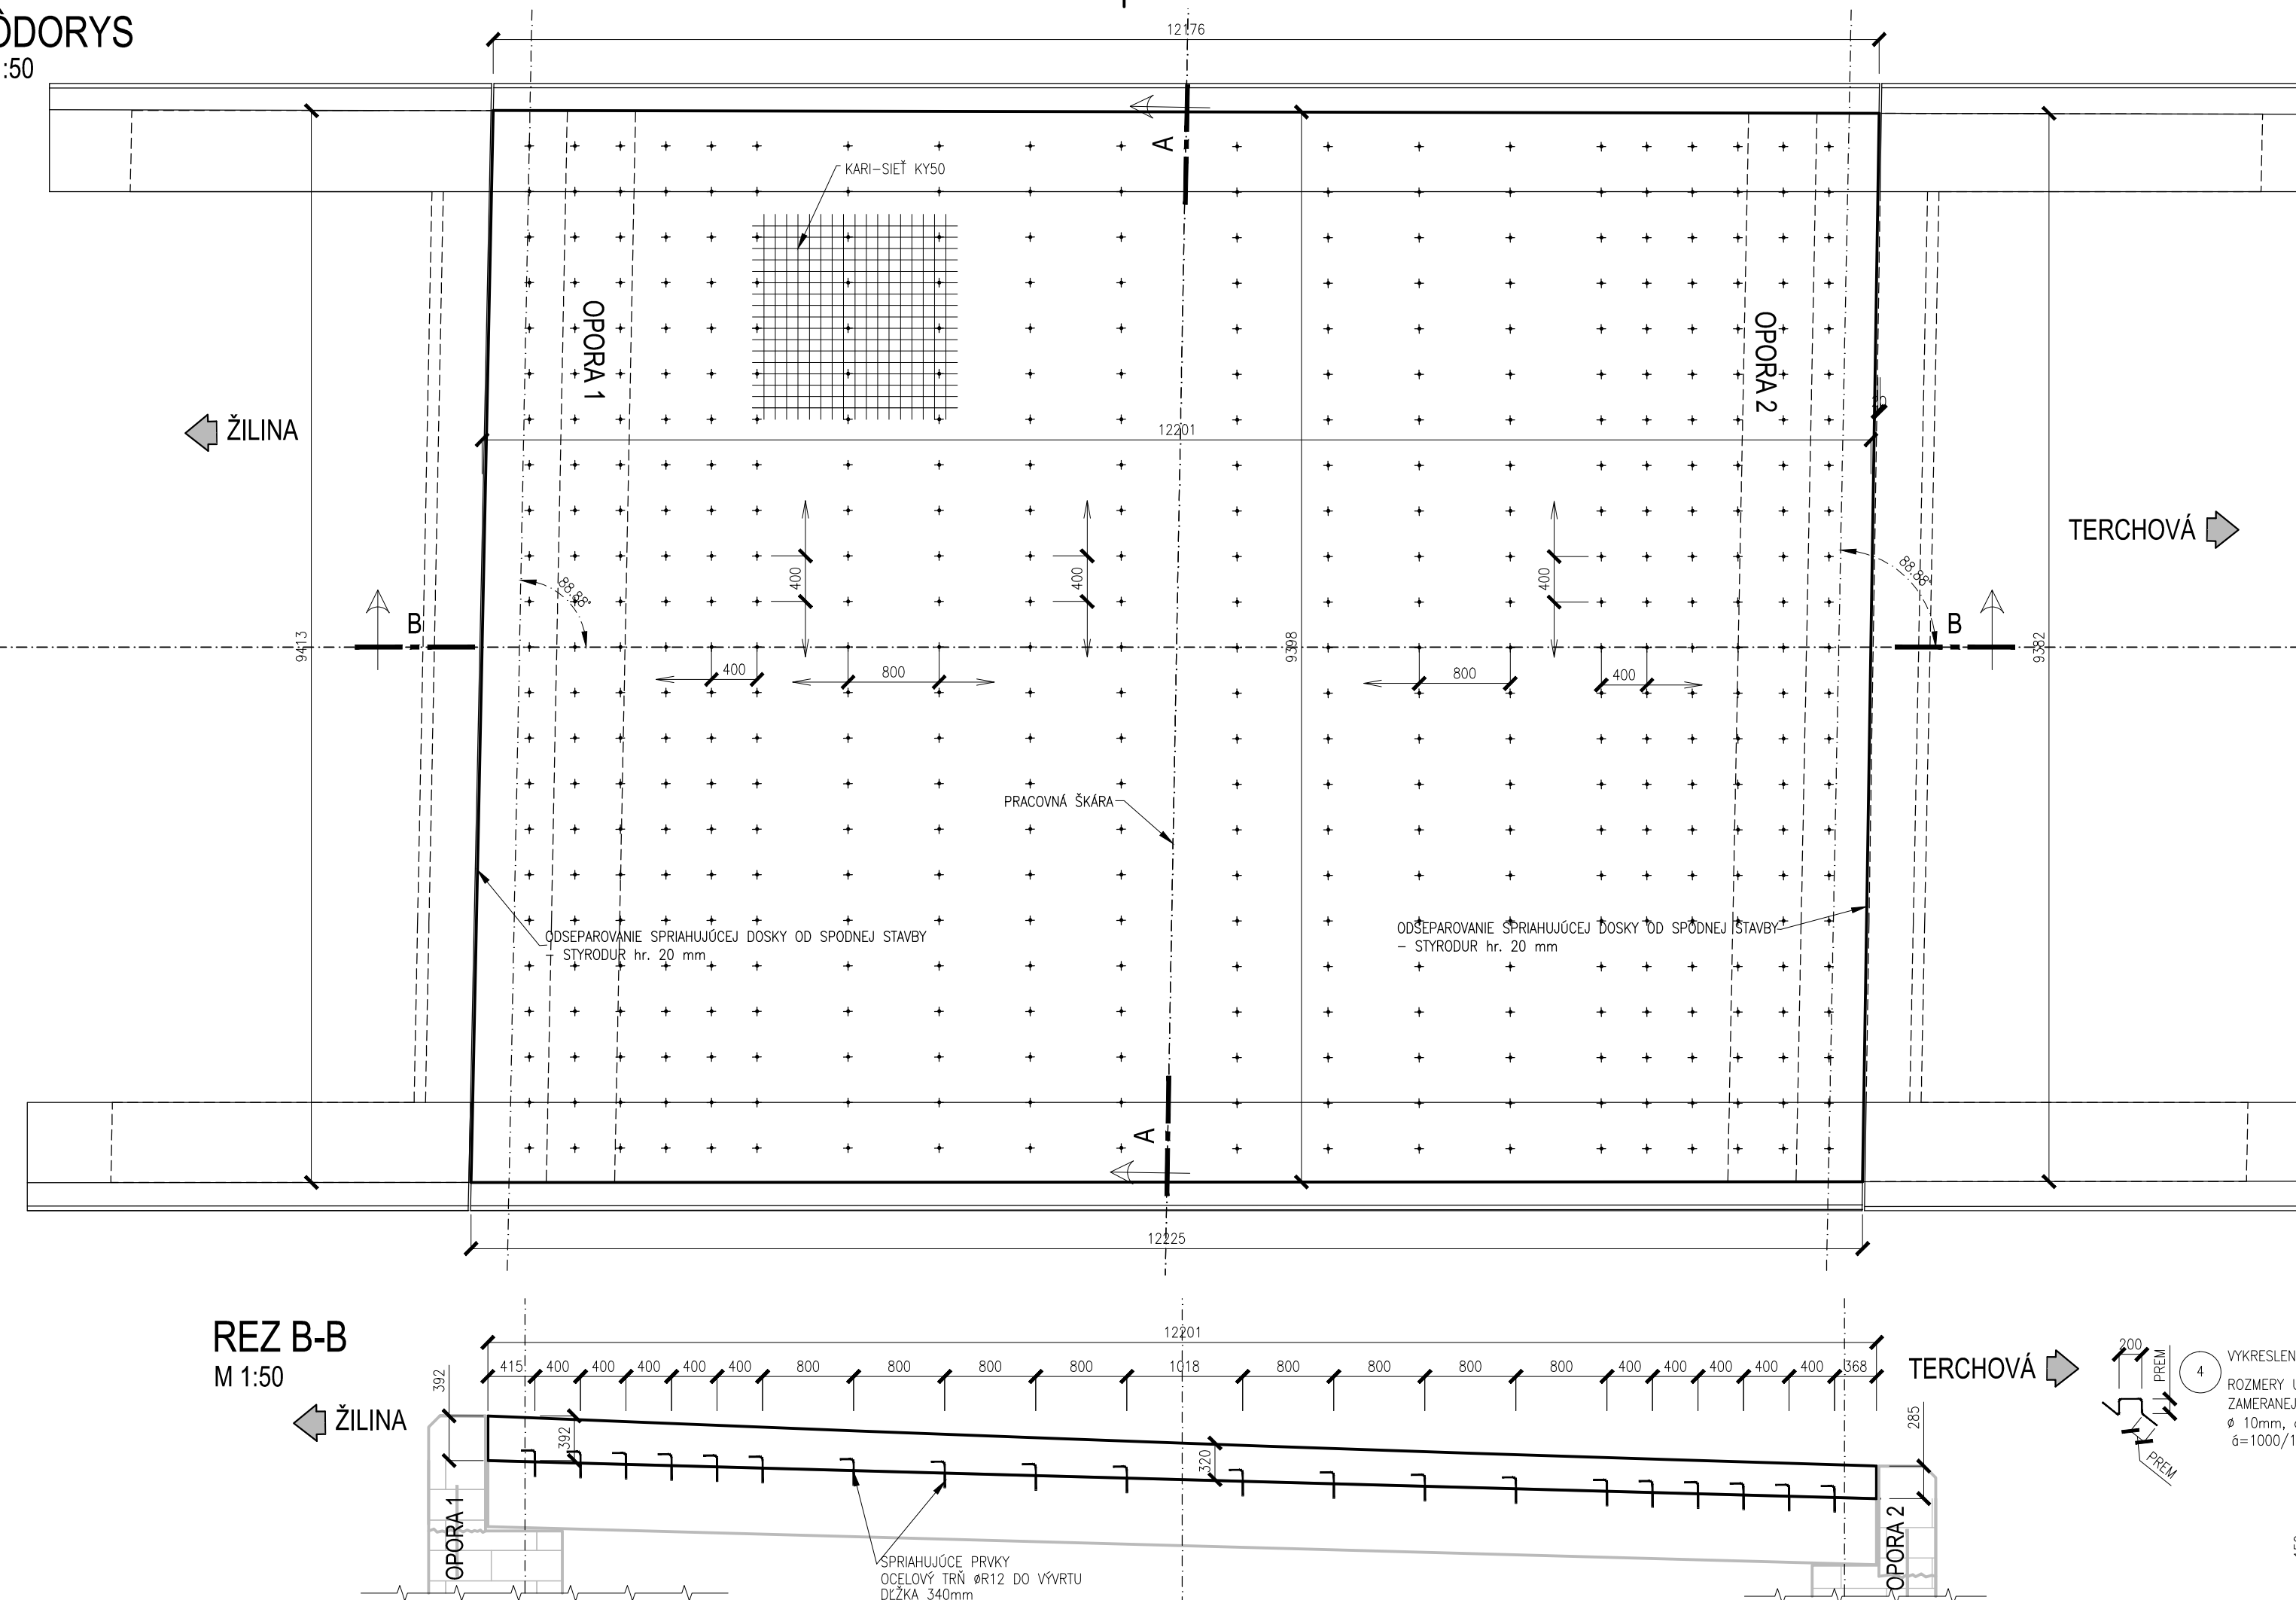 ÔDORYS
:50
12176
A
KARI-SIEŤ KY50
OPORA 1
OPORA 2
ŽILINA
12201
TERCHOVÁ
400
400
400
88.88°
88.88°
B
B
9413
9398
9382
400
800
800
400
PRACOVNÁ ŠKÁRA
ODSEPAROVANIE SPRIAHUJÚCEJ DOSKY OD SPODNEJ STAVBY
- STYRODUR hr. 20 mm
ODSEPAROVANIE SPRIAHUJÚCEJ DOSKY OD SPODNEJ STAVBY
- STYRODUR hr. 20 mm
A
12225
REZ B-B
M 1:50
12201
415 400 400 400 400 400 800 800 800 800 1018 800 800 800 800 400 400 400 400 400 368
ŽILINA
TERCHOVÁ
392
392
320
285
OPORA 1
OPORA 2
SPRIAHUJÚCE PRVKY
OCELOVÝ TRŇ øR12 DO VÝVRTU
DĹŽKA 340mm
200
PREM
PREM
4
VYKRESLEN
ROZMERY
ZAMERANEJ
ø 10mm,
á=1000/1